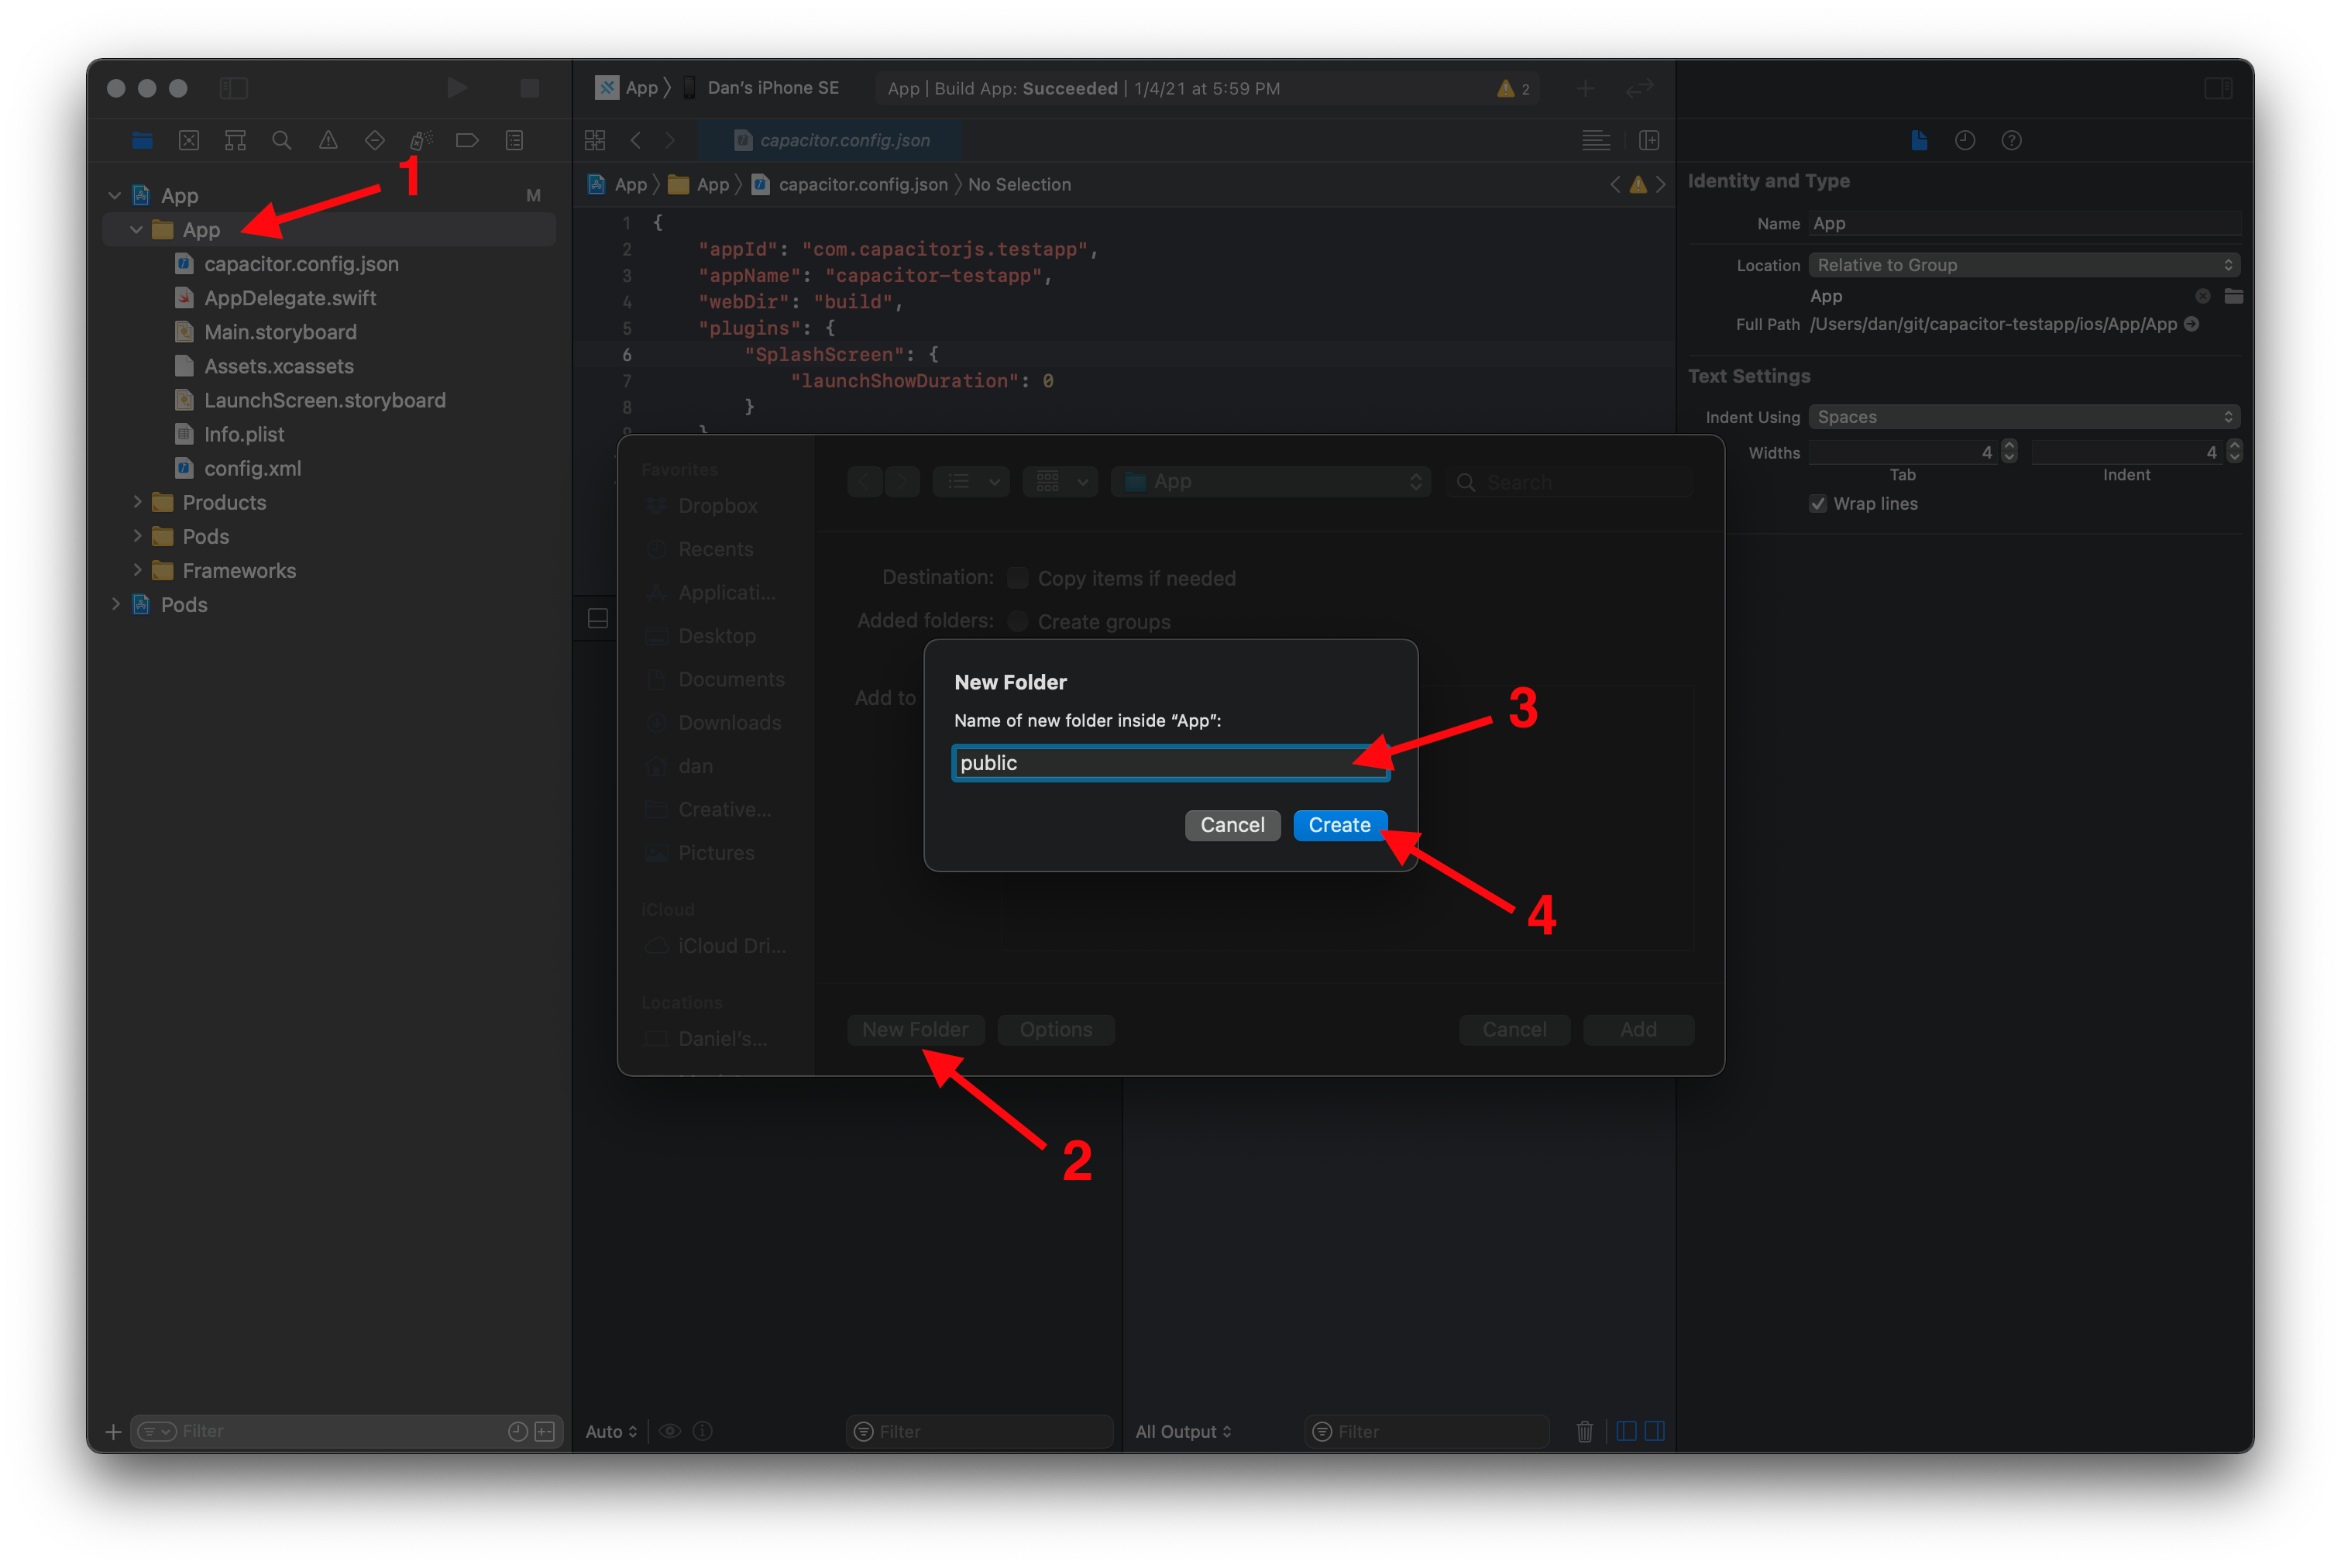 App 〉 Dan’s iPhone SE
App | Build App: Succeeded | 1/4/21 at 5:59 PM
2
capacitor.config.json
App 〉 App 〉 capacitor.config.json 〉 No Selection
1
App
M
App
capacitor.config.json
AppDelegate.swift
Main.storyboard
Assets.xcassets
LaunchScreen.storyboard
Info.plist
config.xml
Products
Pods
Frameworks
Pods
1 {
2 "appId": "com.capacitorjs.testapp",
3 "appName": "capacitor-testapp",
4 "webDir": "build",
5 "plugins": {
6 "SplashScreen": {
7 "launchShowDuration": 0
8 }
9 }
Identity and Type
Name App
Location Relative to Group
App
Full Path /Users/dan/git/capacitor-testapp/ios/App/App
Text Settings
Indent Using Spaces
Widths 4 4
Tab Indent
Wrap lines
Favorites
Dropbox
Recents
Applicati...
Desktop
Documents
Downloads
dan
Creative...
Pictures
iCloud
iCloud Dri...
Locations
Daniel’s...
App
Search
Destination: Copy items if needed
Added folders: Create groups
Add to
New Folder
Name of new folder inside “App”:
public
Cancel Create
3
4
New Folder Options Cancel Add
2
Filter
Auto
Filter
All Output
Filter